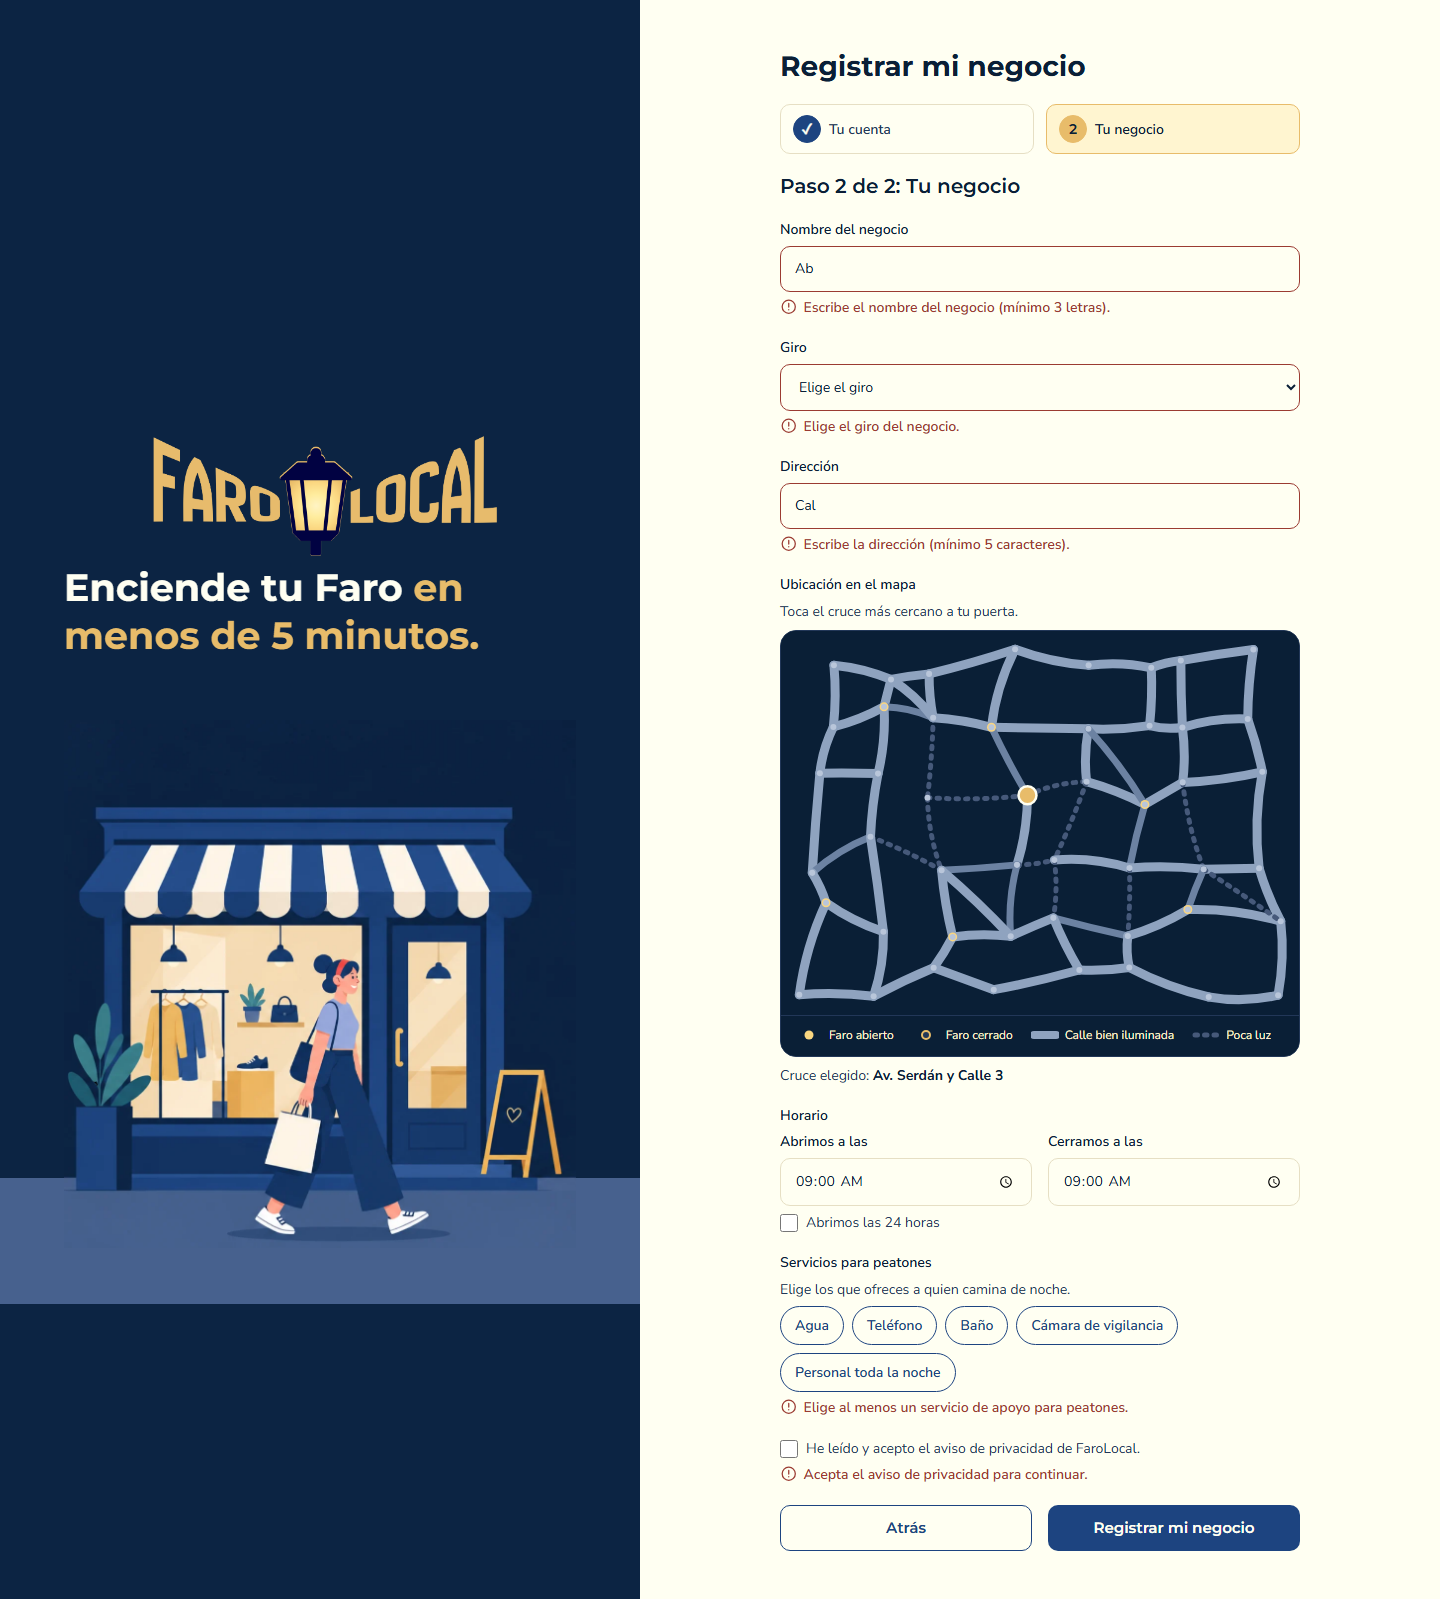 FARO LOCAL
Enciende tu Faro en
menos de 5 minutos.
Registrar mi negocio
✓ Tu cuenta
2 Tu negocio
Paso 2 de 2: Tu negocio
Nombre del negocio
Ab
Escribe el nombre del negocio (mínimo 3 letras).
Giro
Elige el giro
Elige el giro del negocio.
Dirección
Cal
Escribe la dirección (mínimo 5 caracteres).
Ubicación en el mapa
Toca el cruce más cercano a tu puerta.
Faro abierto Faro cerrado Calle bien iluminada Poca luz
Cruce elegido: Av. Serdán y Calle 3
Horario
Abrimos a las Cerramos a las
09:00 AM 09:00 AM
Abrimos las 24 horas
Servicios para peatones
Elige los que ofreces a quien camina de noche.
Agua Teléfono Baño Cámara de vigilancia
Personal toda la noche
Elige al menos un servicio de apoyo para peatones.
He leído y acepto el aviso de privacidad de FaroLocal.
Acepta el aviso de privacidad para continuar.
Atrás Registrar mi negocio